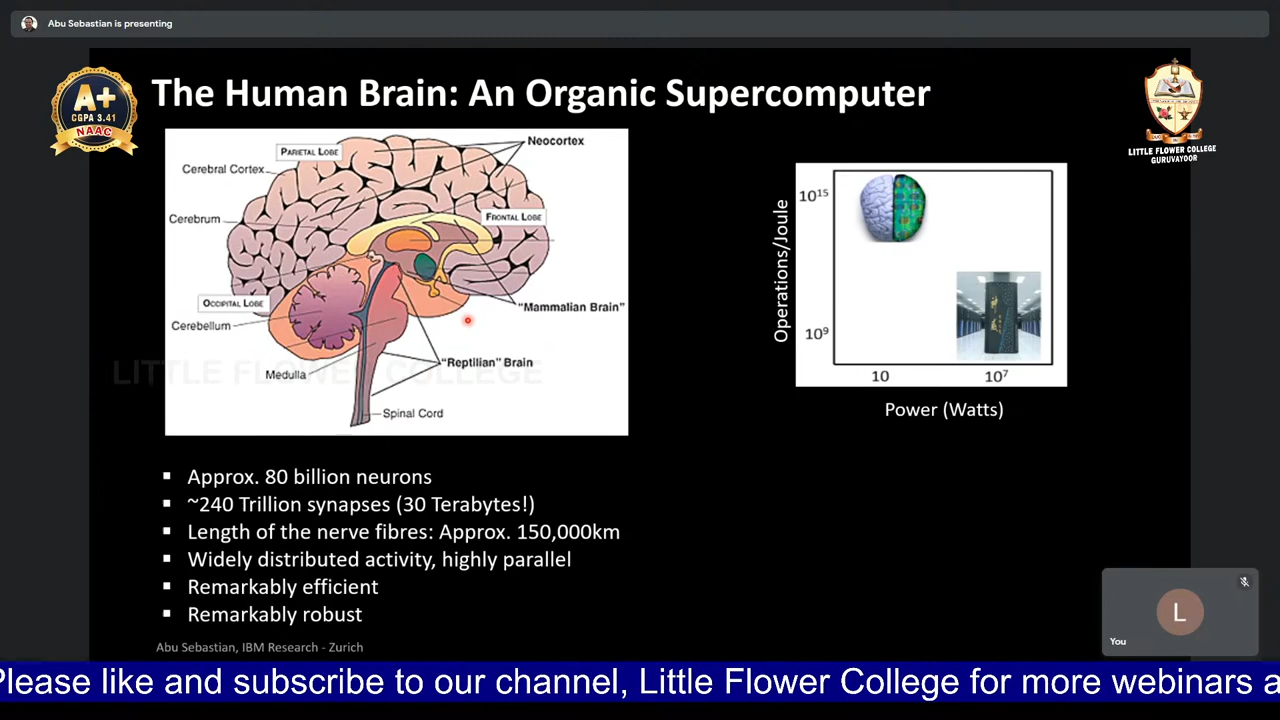 Abu Sebastian is presenting
A+
CGPA 3.41
NAAC
The Human Brain: An Organic Supercomputer
LITTLE FLOWER COLLEGE
GURUVAYOOR
PARIETAL LOBE
Neocortex
Cerebral Cortex
Cerebrum
FRONTAL LOBE
OCCIPITAL LOBE
Cerebellum
"Mammalian Brain"
"Reptilian" Brain
Medulla
Spinal Cord
LITTLE FLOWER COLLEGE
Operations/Joule
10¹⁵
10⁹
10
10⁷
Power (Watts)
▪ Approx. 80 billion neurons
▪ ~240 Trillion synapses (30 Terabytes!)
▪ Length of the nerve fibres: Approx. 150,000km
▪ Widely distributed activity, highly parallel
▪ Remarkably efficient
▪ Remarkably robust
Abu Sebastian, IBM Research - Zurich
L
You
Please like and subscribe to our channel, Little Flower College for more webinars a